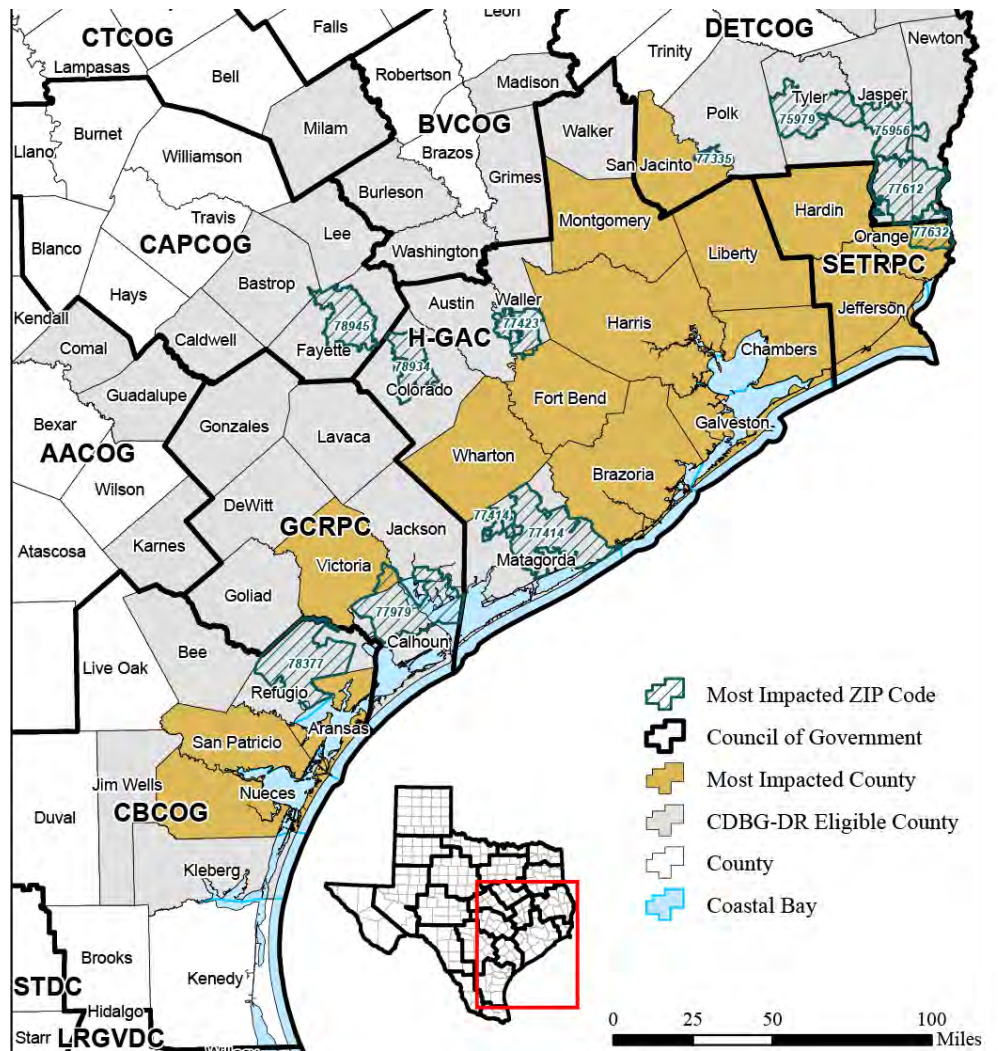 Leon
CTCOG
Falls
DETCOG
Newton
Lampasas
Bell
Robertson
Trinity
Madison
Polk
Tyler
Jasper
75979
75956
Burnet
Milam
BVCOG
Walker
Llano
Williamson
Brazos
San Jacinto
77335
Grimes
Burleson
77612
Travis
Montgomery
Hardin
Blanco
CAPCOG
Lee
Washington
Liberty
Orange
77632
SETRPC
Hays
Bastrop
Austin
Waller
Jefferson
Kendall
Caldwell
78945
H-GAC
77423
Harris
Comal
Fayette
78934
Chambers
Colorado
Guadalupe
Fort Bend
Bexar
Gonzales
Lavaca
Galveston
AACOG
Wharton
Brazoria
Wilson
DeWitt
Jackson
77414
Atascosa
Karnes
GCRPC
77414
Victoria
Matagorda
Goliad
77979
Calhoun
Live Oak
Bee
78377
Refugio
Aransas
San Patricio
Jim Wells
Nueces
CBCOG
Duval
Kleberg
Brooks
Kenedy
STDC
Hidalgo
Starr
LRGVDC
Most Impacted ZIP Code
Council of Government
Most Impacted County
CDBG-DR Eligible County
County
Coastal Bay
0 25 50 100
Miles